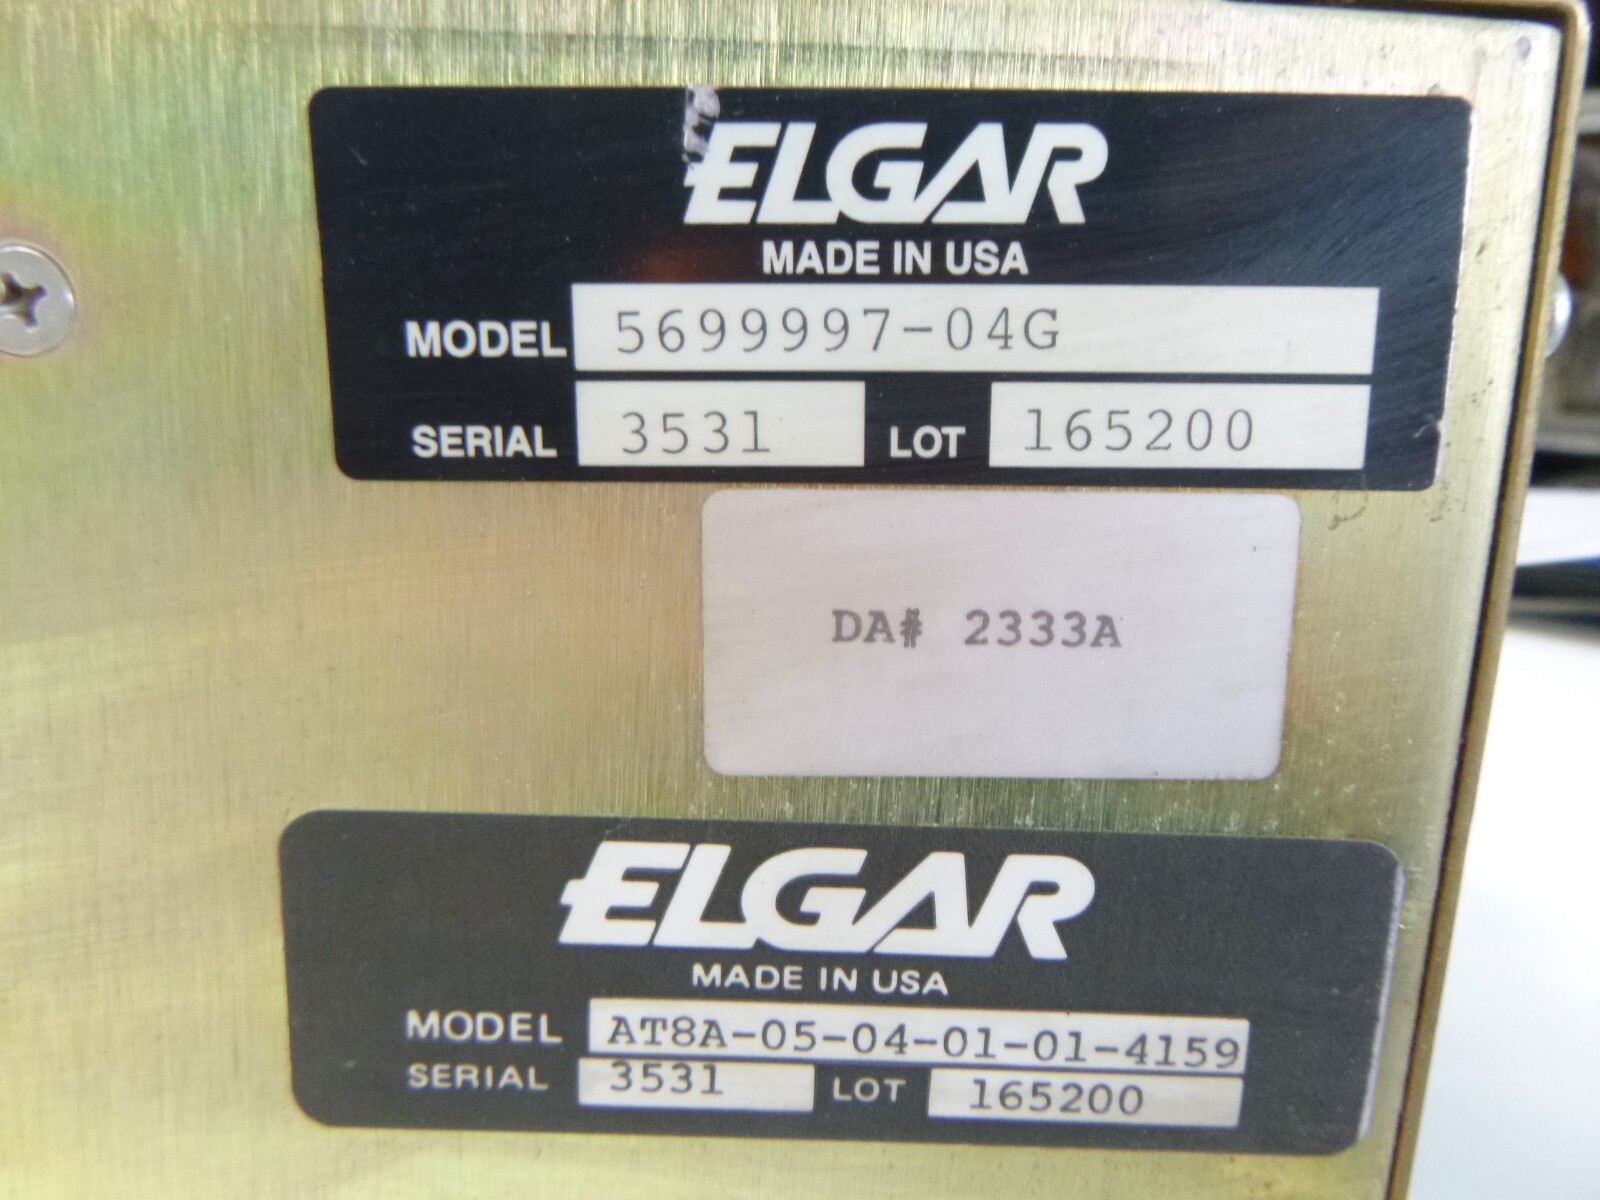 ELGAR
MADE IN USA
MODEL 5699997-04G
SERIAL 3531 LOT 165200
DA# 2333A
ELGAR
MADE IN USA
MODEL AT8A-05-04-01-01-4159
SERIAL 3531 LOT 165200